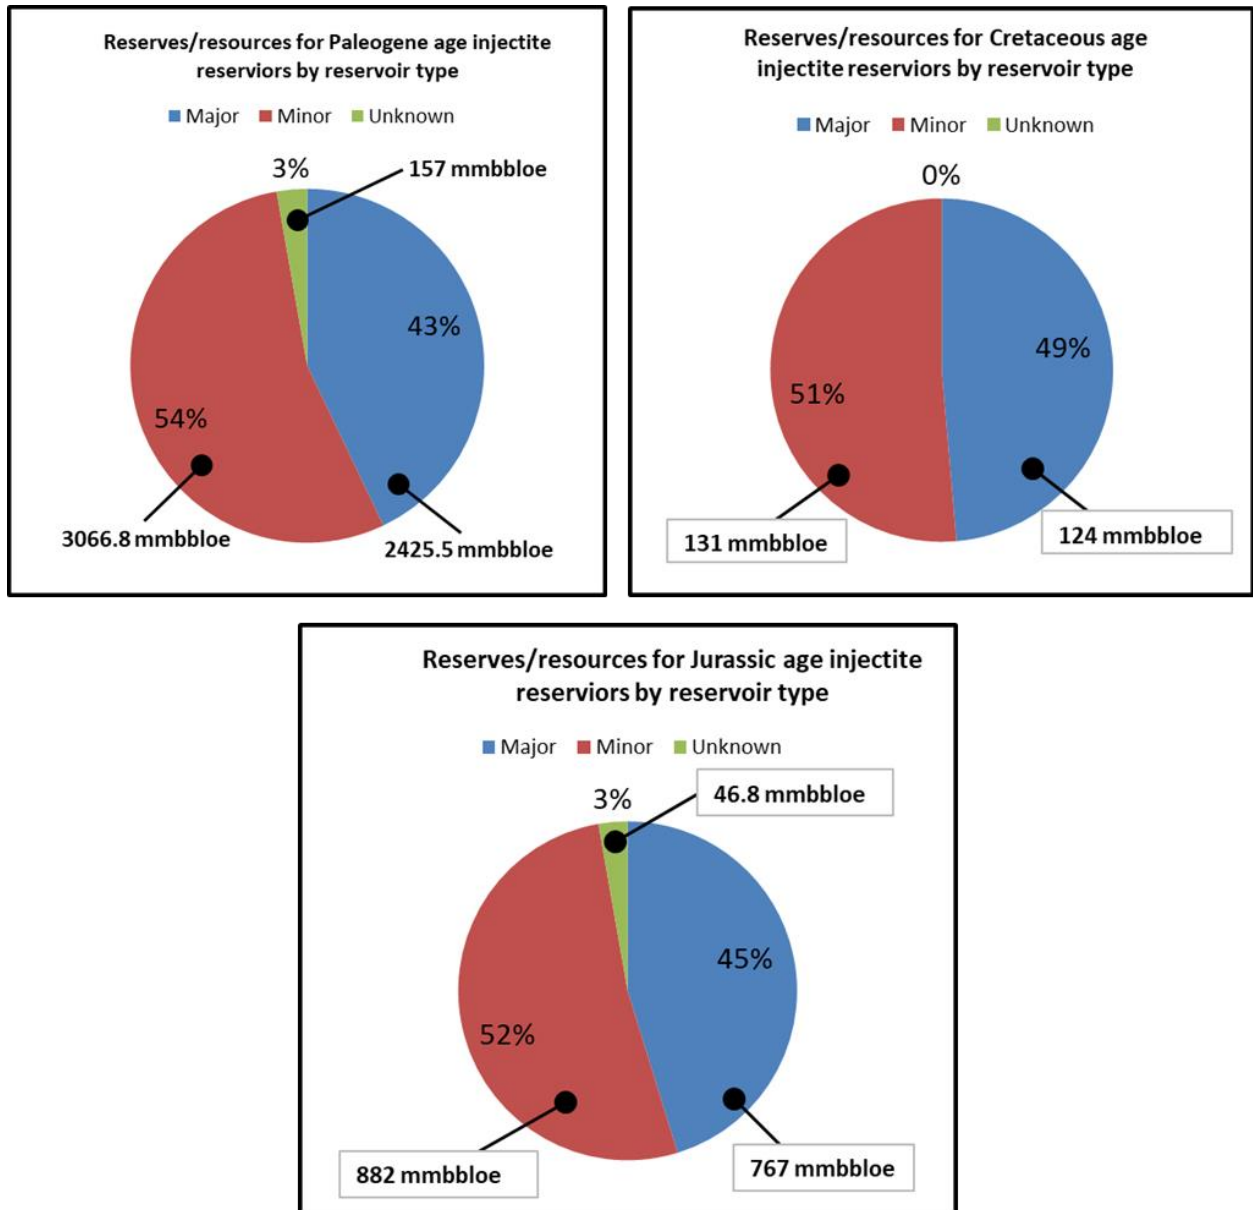 Reserves/resources for Paleogene age injectite
reserviors by reservoir type
Major Minor Unknown
3%
157 mmbbloe
43%
54%
3066.8 mmbbloe
2425.5 mmbbloe
Reserves/resources for Cretaceous age
injectite reserviors by reservoir type
Major Minor Unknown
0%
49%
51%
131 mmbbloe
124 mmbbloe
Reserves/resources for Jurassic age injectite
reserviors by reservoir type
Major Minor Unknown
3%
46.8 mmbbloe
45%
52%
882 mmbbloe
767 mmbbloe